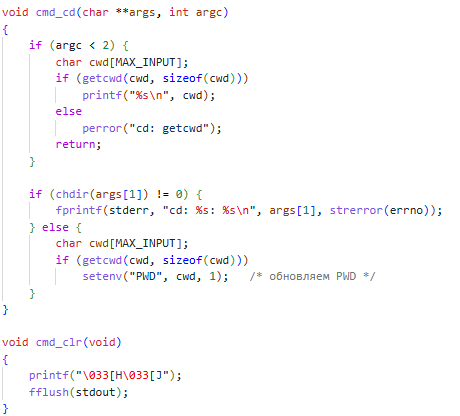 void cmd_cd(char **args, int argc)
{
    if (argc < 2) {
        char cwd[MAX_INPUT];
        if (getcwd(cwd, sizeof(cwd)))
            printf("%s\n", cwd);
        else
            perror("cd: getcwd");
        return;
    }

    if (chdir(args[1]) != 0) {
        fprintf(stderr, "cd: %s: %s\n", args[1], strerror(errno));
    } else {
        char cwd[MAX_INPUT];
        if (getcwd(cwd, sizeof(cwd)))
            setenv("PWD", cwd, 1);   /* обновляем PWD */
    }
}

void cmd_clr(void)
{
    printf("\033[H\033[J");
    fflush(stdout);
}